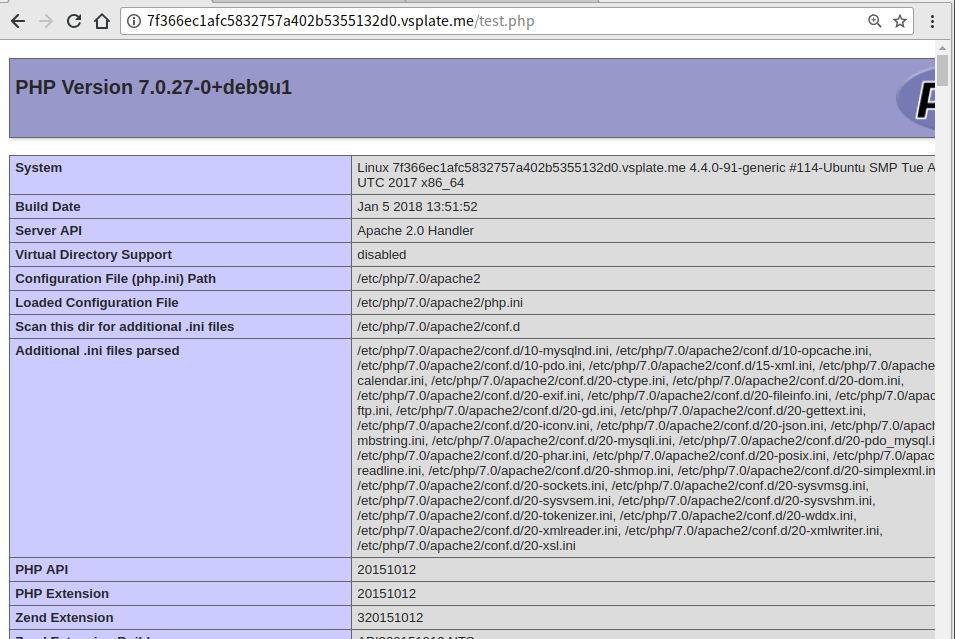 7f366ec1afc5832757a402b5355132d0.vsplate.me/test.php
PHP Version 7.0.27-0+deb9u1
System
Linux 7f366ec1afc5832757a402b5355132d0.vsplate.me 4.4.0-91-generic #114-Ubuntu SMP Tue A
UTC 2017 x86_64
Build Date
Jan 5 2018 13:51:52
Server API
Apache 2.0 Handler
Virtual Directory Support
disabled
Configuration File (php.ini) Path
/etc/php/7.0/apache2
Loaded Configuration File
/etc/php/7.0/apache2/php.ini
Scan this dir for additional .ini files
/etc/php/7.0/apache2/conf.d
Additional .ini files parsed
/etc/php/7.0/apache2/conf.d/10-mysqlnd.ini, /etc/php/7.0/apache2/conf.d/10-opcache.ini,
/etc/php/7.0/apache2/conf.d/10-pdo.ini, /etc/php/7.0/apache2/conf.d/15-xml.ini, /etc/php/7.0/apache
calendar.ini, /etc/php/7.0/apache2/conf.d/20-ctype.ini, /etc/php/7.0/apache2/conf.d/20-dom.ini,
/etc/php/7.0/apache2/conf.d/20-exif.ini, /etc/php/7.0/apache2/conf.d/20-fileinfo.ini, /etc/php/7.0/apac
ftp.ini, /etc/php/7.0/apache2/conf.d/20-gd.ini, /etc/php/7.0/apache2/conf.d/20-gettext.ini,
/etc/php/7.0/apache2/conf.d/20-iconv.ini, /etc/php/7.0/apache2/conf.d/20-json.ini, /etc/php/7.0/apach
mbstring.ini, /etc/php/7.0/apache2/conf.d/20-mysqli.ini, /etc/php/7.0/apache2/conf.d/20-pdo_mysql.i
/etc/php/7.0/apache2/conf.d/20-phar.ini, /etc/php/7.0/apache2/conf.d/20-posix.ini, /etc/php/7.0/apac
readline.ini, /etc/php/7.0/apache2/conf.d/20-shmop.ini, /etc/php/7.0/apache2/conf.d/20-simplexml.in
/etc/php/7.0/apache2/conf.d/20-sockets.ini, /etc/php/7.0/apache2/conf.d/20-sysvmsg.ini,
/etc/php/7.0/apache2/conf.d/20-sysvsem.ini, /etc/php/7.0/apache2/conf.d/20-sysvshm.ini,
/etc/php/7.0/apache2/conf.d/20-tokenizer.ini, /etc/php/7.0/apache2/conf.d/20-wddx.ini,
/etc/php/7.0/apache2/conf.d/20-xmlreader.ini, /etc/php/7.0/apache2/conf.d/20-xmlwriter.ini,
/etc/php/7.0/apache2/conf.d/20-xsl.ini
PHP API
20151012
PHP Extension
20151012
Zend Extension
320151012